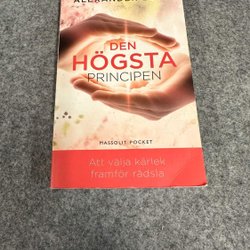 DEN
HÖGSTA
PRINCIPEN
MASSOLIT POCKET
Att välja kärlek
framför rädsla